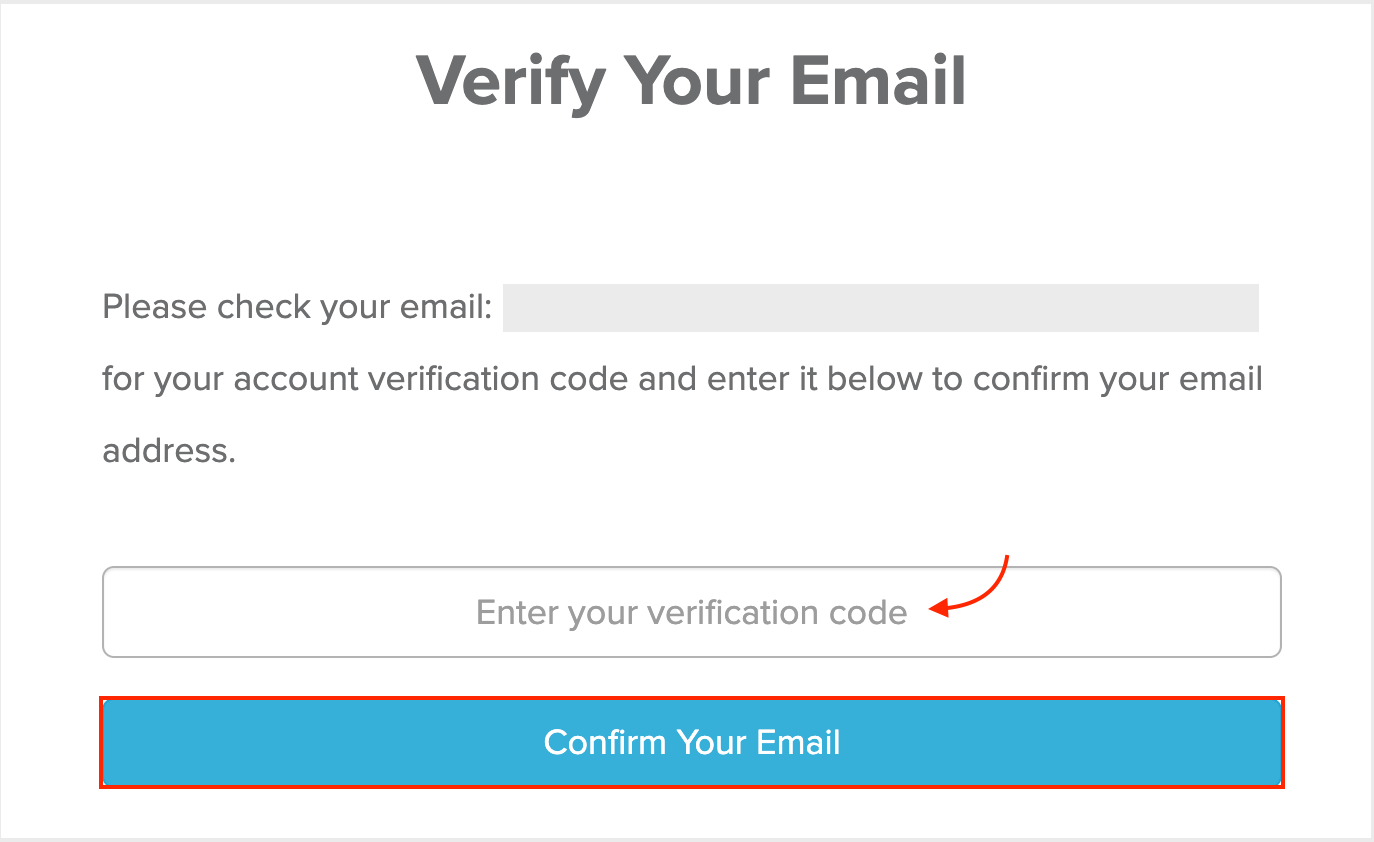 Verify Your Email
Please check your email:
for your account verification code and enter it below to confirm your email
address.
Enter your verification code
Confirm Your Email